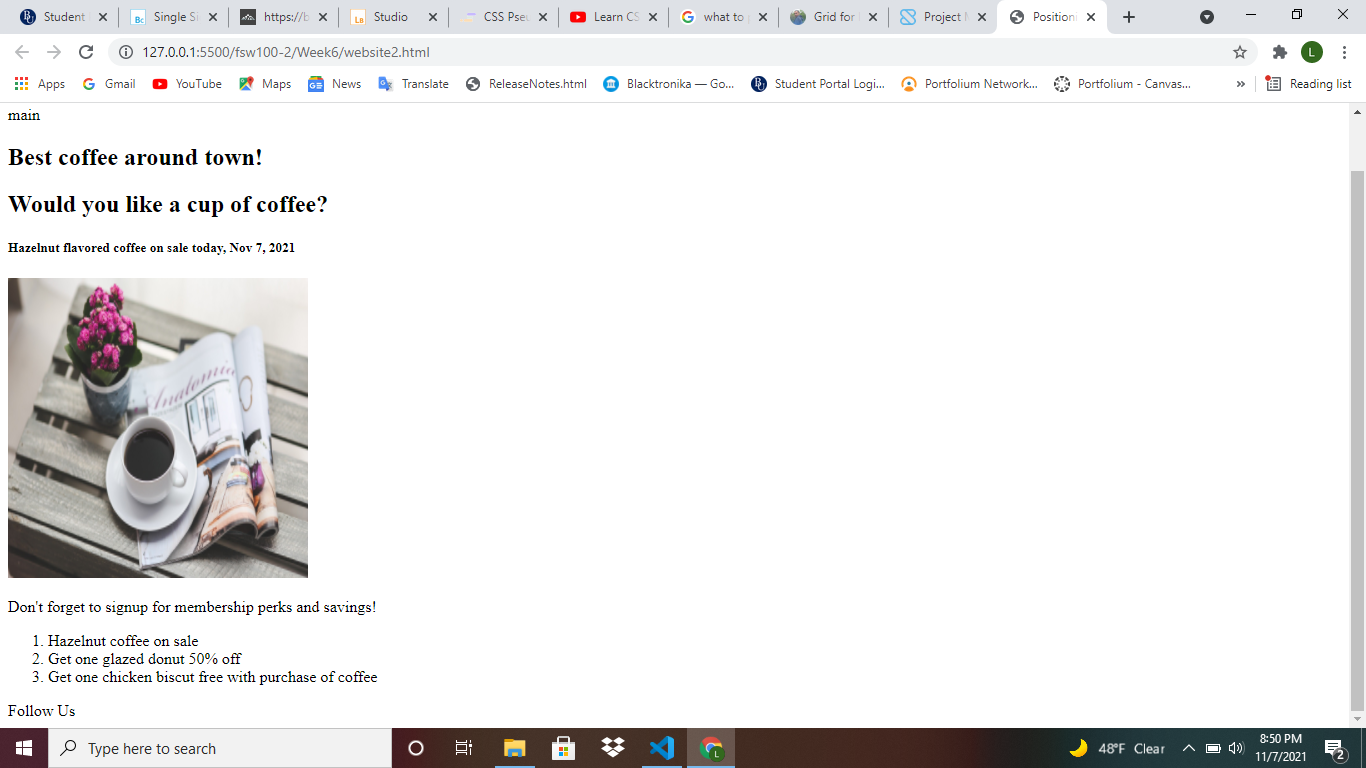 Student
Single Si
https://b
Studio
CSS Pseu
Learn CS
what to
Grid for
Project M
Position
127.0.0.1:5500/fsw100-2/Week6/website2.html
L
Apps
Gmail
YouTube
Maps
News
Translate
ReleaseNotes.html
Blacktronika — Go...
Student Portal Logi...
Portfolium Network...
Portfolium - Canvas...
»
Reading list
main
Best coffee around town!
Would you like a cup of coffee?
Hazelnut flavored coffee on sale today, Nov 7, 2021
Anatomia
Don't forget to signup for membership perks and savings!
1. Hazelnut coffee on sale
2. Get one glazed donut 50% off
3. Get one chicken biscut free with purchase of coffee
Follow Us
Type here to search
48°F Clear
8:50 PM
11/7/2021
2